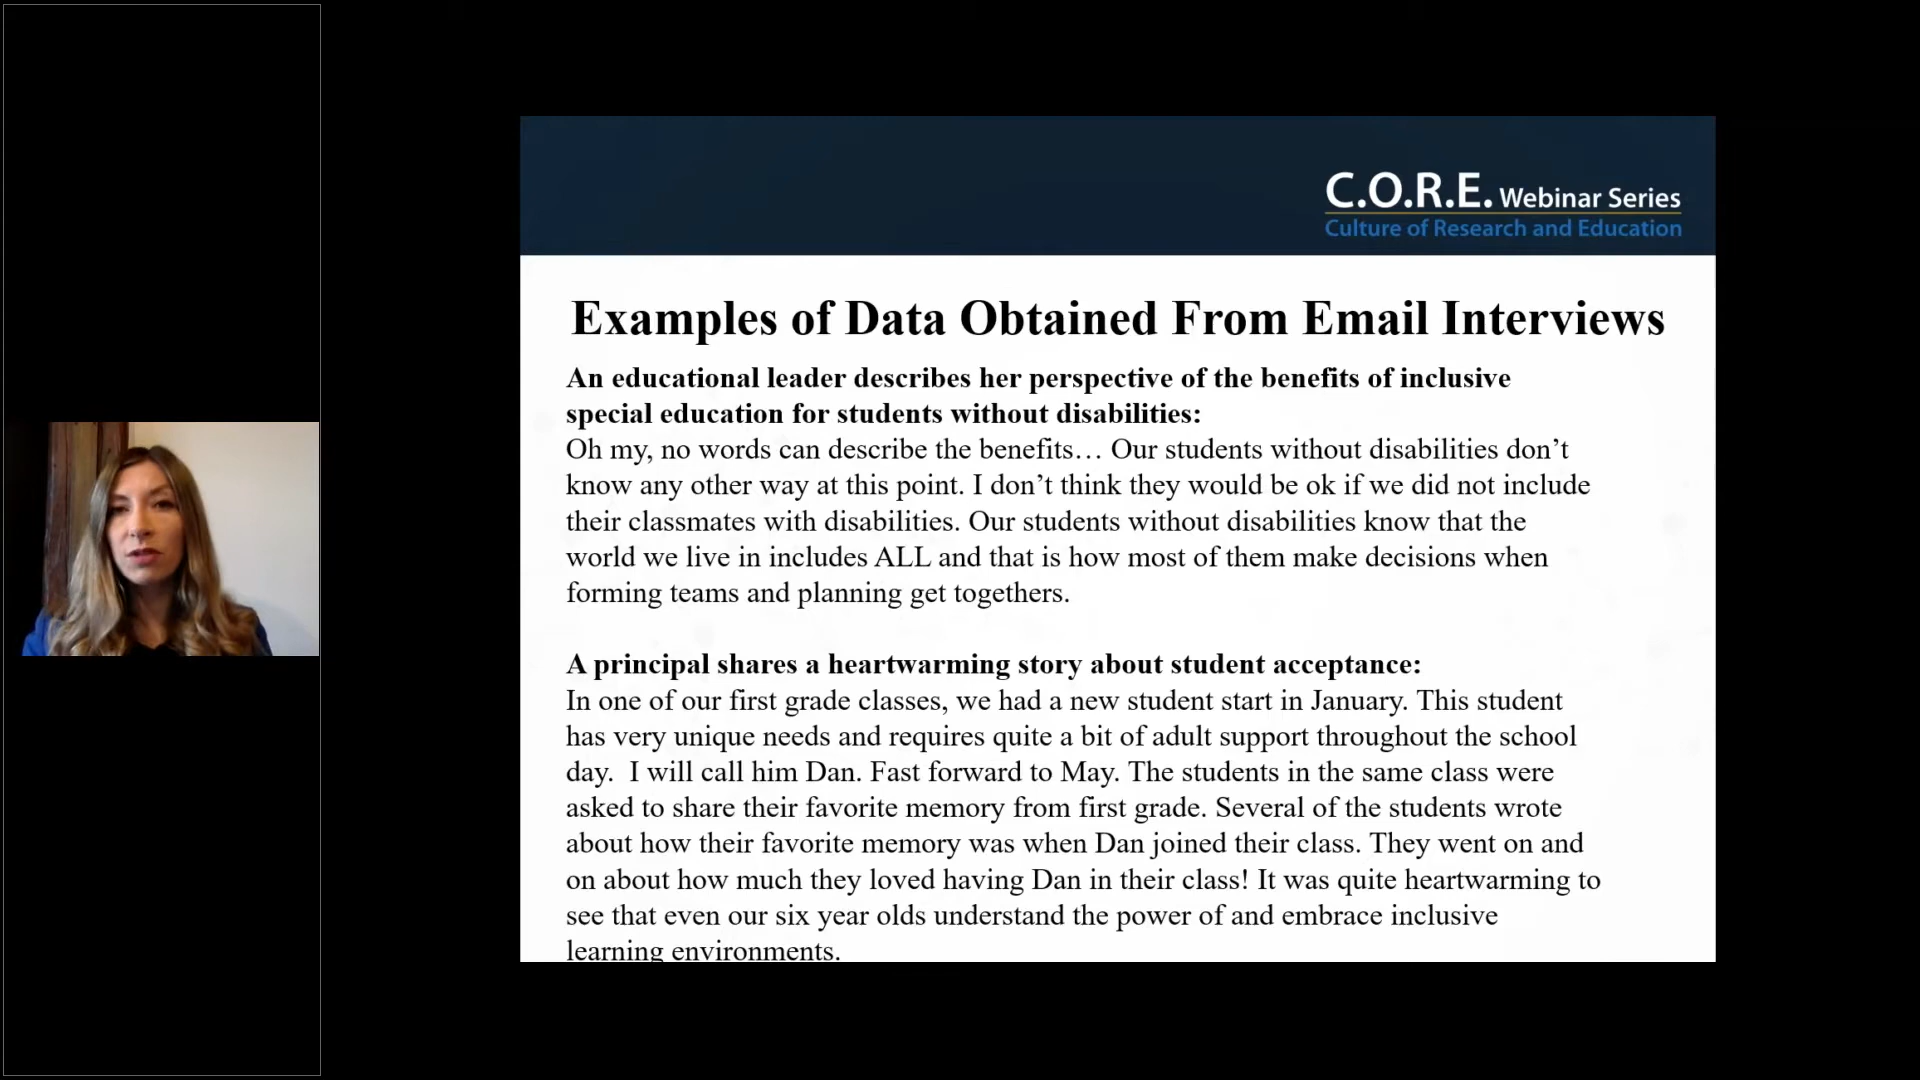 C.O.R.E. Webinar Series
Culture of Research and Education
Examples of Data Obtained From Email Interviews
An educational leader describes her perspective of the benefits of inclusive
special education for students without disabilities:
Oh my, no words can describe the benefits… Our students without disabilities don’t
know any other way at this point. I don’t think they would be ok if we did not include
their classmates with disabilities. Our students without disabilities know that the
world we live in includes ALL and that is how most of them make decisions when
forming teams and planning get togethers.
A principal shares a heartwarming story about student acceptance:
In one of our first grade classes, we had a new student start in January. This student
has very unique needs and requires quite a bit of adult support throughout the school
day.  I will call him Dan. Fast forward to May. The students in the same class were
asked to share their favorite memory from first grade. Several of the students wrote
about how their favorite memory was when Dan joined their class. They went on and
on about how much they loved having Dan in their class! It was quite heartwarming to
see that even our six year olds understand the power of and embrace inclusive
learning environments.